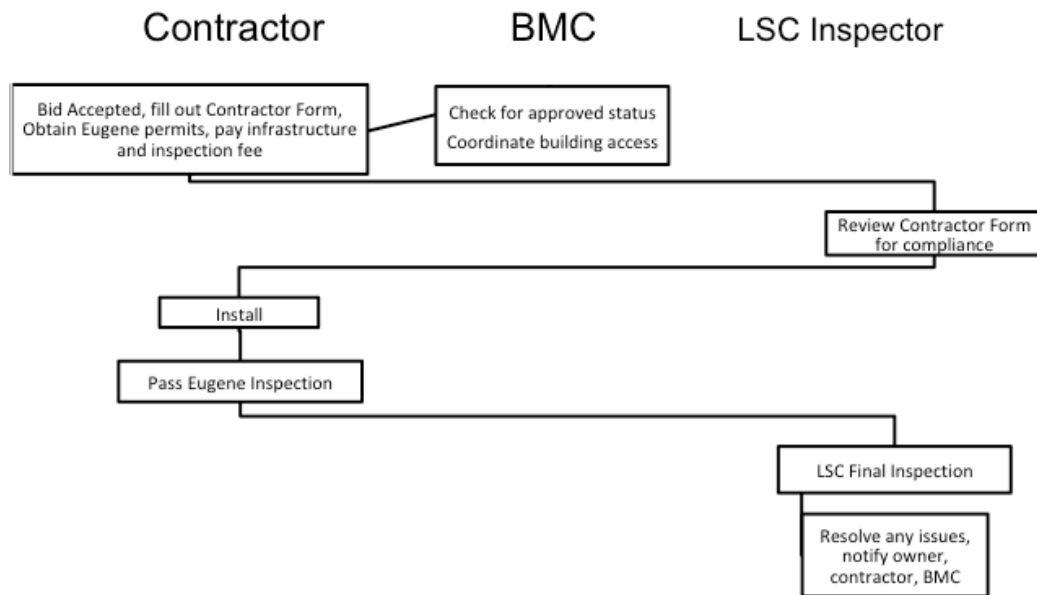 Contractor
BMC
LSC Inspector
Bid Accepted, fill out Contractor Form,
Obtain Eugene permits, pay infrastructure
and inspection fee
Check for approved status
Coordinate building access
Review Contractor Form
for compliance
Install
Pass Eugene Inspection
LSC Final Inspection
Resolve any issues,
notify owner,
contractor, BMC